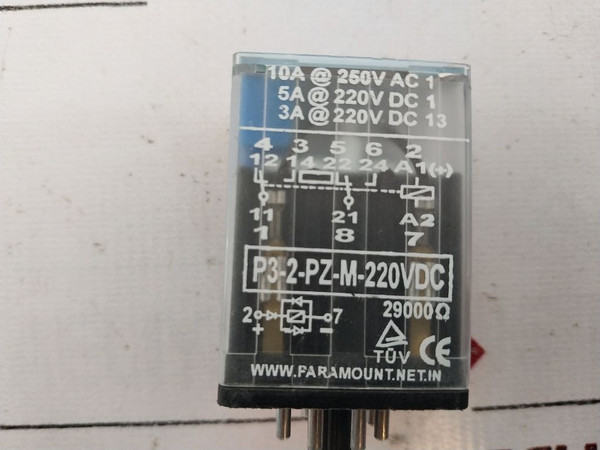 10A @ 250V AC 1
5A @ 220V DC 1
3A @ 220V DC 13
4 3 5 6 2
12 14 22 24 A1(+)
11 21 A2
1 8 7
P3-2-PZ-M-220VDC
29000Ω
2 7
+ −
TÜV CE
WWW.PARAMOUNT.NET.IN